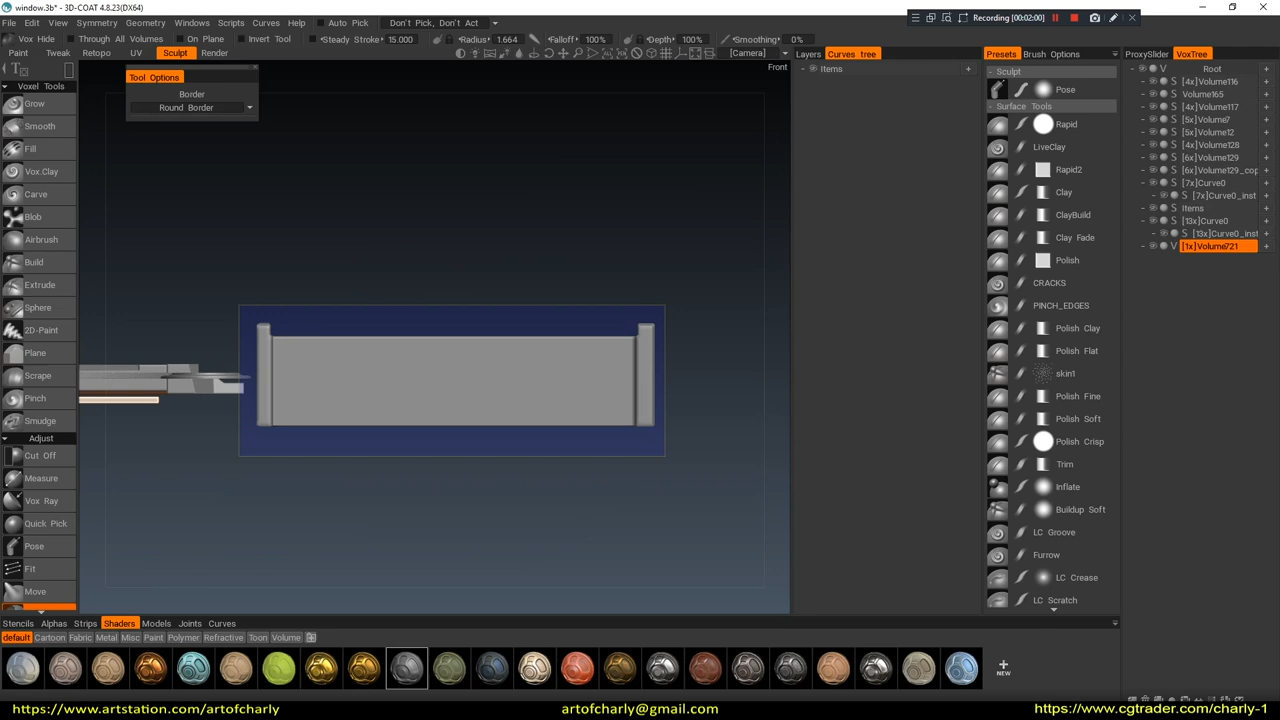 window.3b* - 3D-COAT 4.8.23(DX64)
Recording [00:02:00]
File Edit View Symmetry Geometry Windows Scripts Curves Help Auto Pick Don't Pick, Don't Act
Vox Hide Through All Volumes On Plane Invert Tool Steady Stroke 15.000 Radius 1.664 Falloff 100% Depth 100% Smoothing 0%
Paint Tweak Retopo UV Sculpt Render [Camera] Layers Curves tree Presets Brush Options ProxySlider VoxTree
Front
Tool Options
Border
Round Border
Voxel Tools
Grow
Smooth
Fill
Vox.Clay
Carve
Blob
Airbrush
Build
Extrude
Sphere
2D-Paint
Plane
Scrape
Pinch
Smudge
Adjust
Cut Off
Measure
Vox Ray
Quick Pick
Pose
Fit
Move
Items +
Sculpt
Pose
Surface Tools
Rapid
LiveClay
Rapid2
Clay
ClayBuild
Clay Fade
Polish
CRACKS
PINCH_EDGES
Polish Clay
Polish Flat
skin1
Polish Fine
Polish Soft
Polish Crisp
Trim
Inflate
Buildup Soft
LC Groove
Furrow
LC Crease
LC Scratch
V Root +
S [4x]Volume116 +
S Volume165 +
S [4x]Volume117 +
S [5x]Volume7 +
S [5x]Volume12 +
S [4x]Volume128 +
S [6x]Volume129 +
S [6x]Volume129_cop +
S [7x]Curve0 +
S [7x]Curve0_inst +
S Items +
S [13x]Curve0 +
S [13x]Curve0_inst +
V [1x]Volume721 +
Stencils Alphas Strips Shaders Models Joints Curves
default Cartoon Fabric Metal Misc Paint Polymer Refractive Toon Volume
+
NEW
https://www.artstation.com/artofcharly artofcharly@gmail.com https://www.cgtrader.com/charly-1